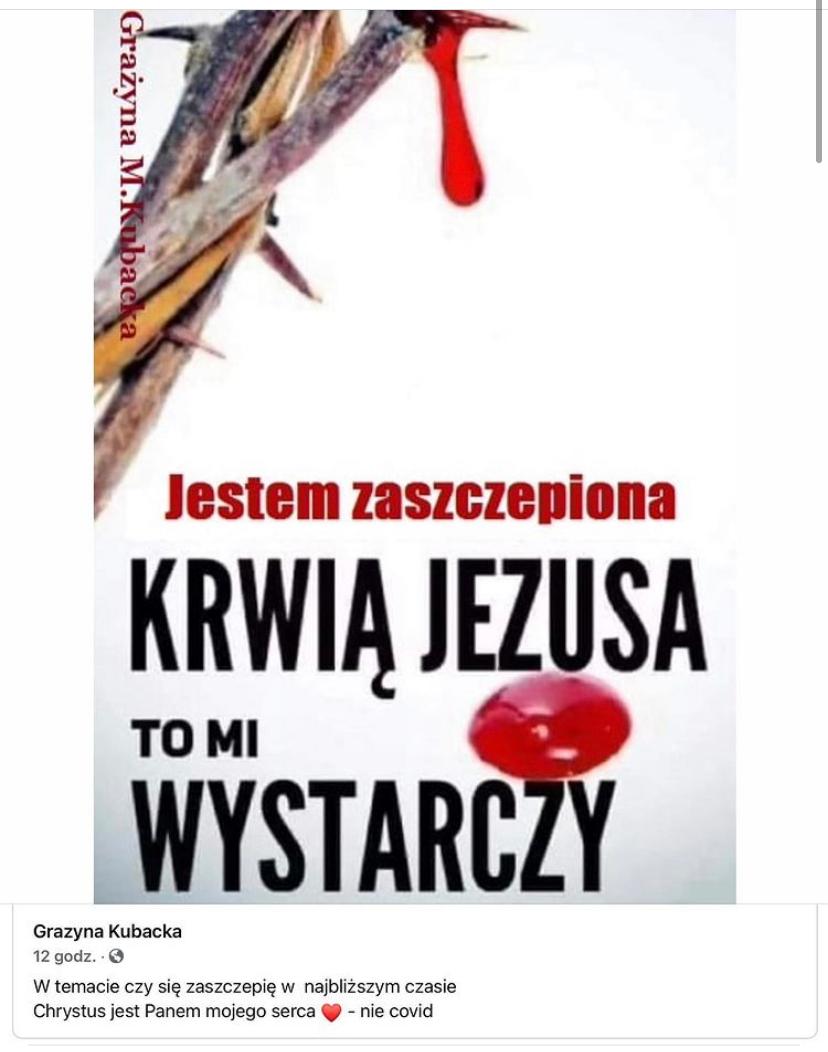 Grażyna M.Kubacka
Jestem zaszczepiona
KRWIĄ JEZUSA
TO MI
WYSTARCZY
Grazyna Kubacka
12 godz. ·
W temacie czy się zaszczepię w  najbliższym czasie
Chrystus jest Panem mojego serca ❤️ - nie covid